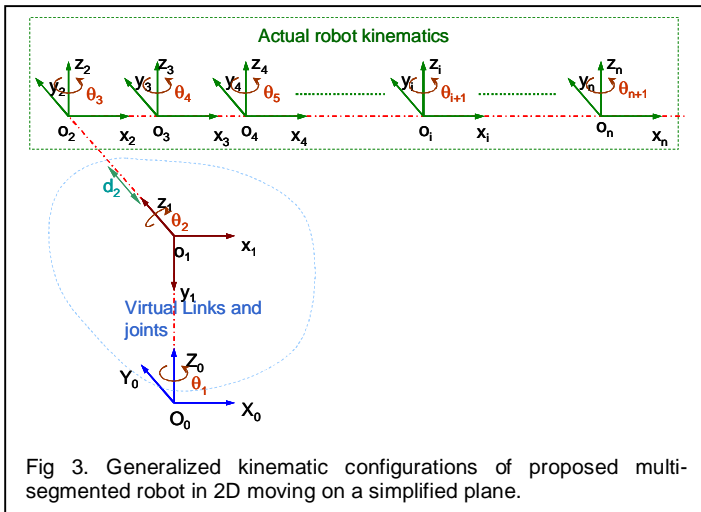 Actual robot kinematics
z2 z3 z4 zi zn
y2 y3 y4 yi yn
θ3 θ4 θ5 θi+1 θn+1
o2 x2 o3 x3 o4 x4 oi xi on xn
d2
z1
θ2
o1 x1
y1
Virtual Links and
joints
Z0
Y0 θ1
O0 X0
Fig 3. Generalized kinematic configurations of proposed multi-
segmented robot in 2D moving on a simplified plane.